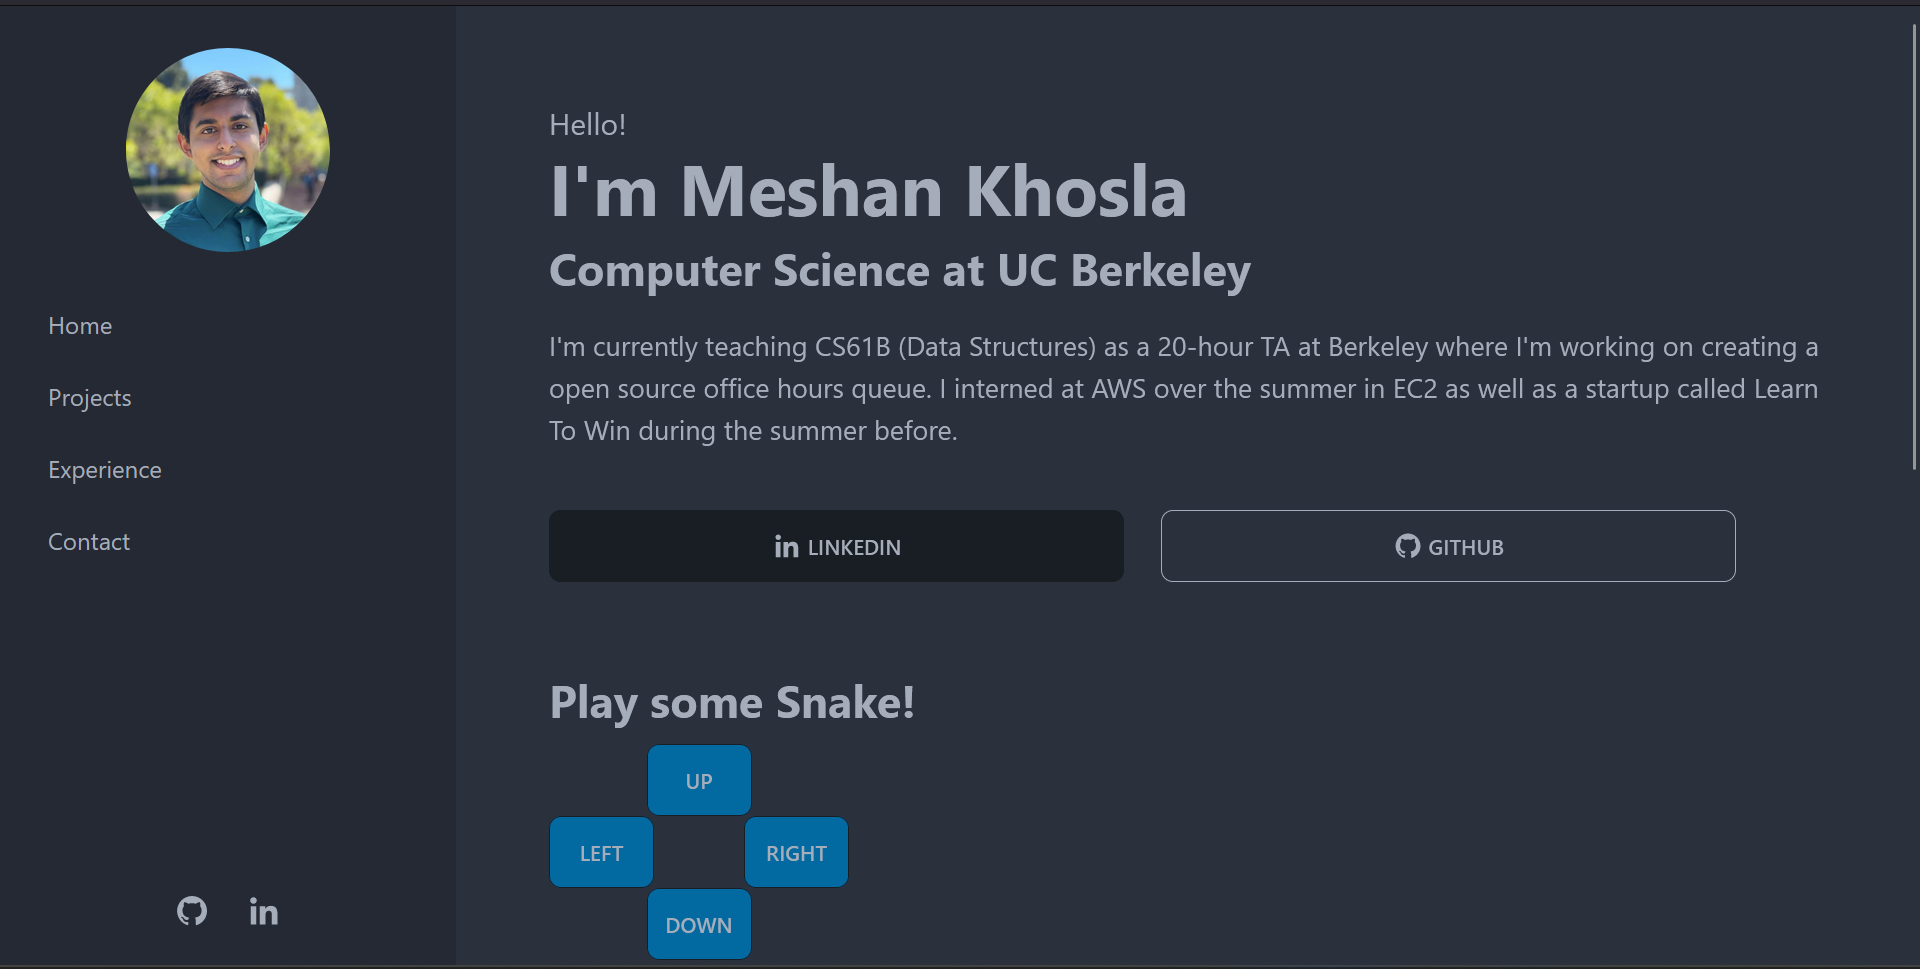 Home
Projects
Experience
Contact
Hello!
I'm Meshan Khosla
Computer Science at UC Berkeley
I'm currently teaching CS61B (Data Structures) as a 20-hour TA at Berkeley where I'm working on creating a
open source office hours queue. I interned at AWS over the summer in EC2 as well as a startup called Learn
To Win during the summer before.
in LINKEDIN
GITHUB
Play some Snake!
UP
LEFT
RIGHT
DOWN
in